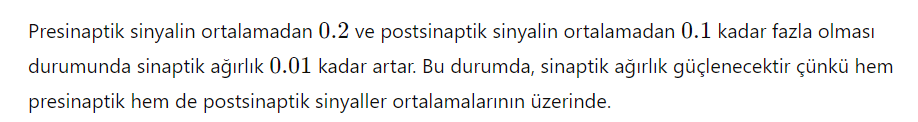 Presinaptik sinyalin ortalamadan 0.2 ve postsinaptik sinyalin ortalamadan 0.1 kadar fazla olması
durumunda sinaptik ağırlık 0.01 kadar artar. Bu durumda, sinaptik ağırlık güçlenecektir çünkü hem
presinaptik hem de postsinaptik sinyaller ortalamalarının üzerinde.